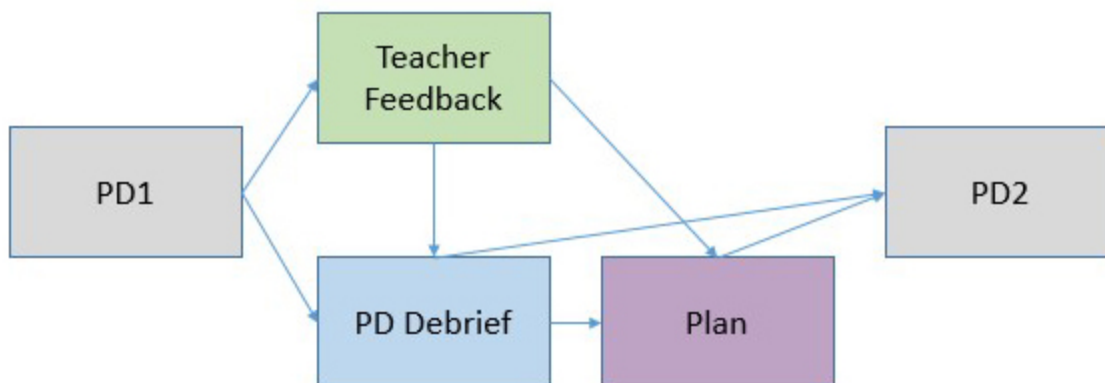 Teacher
Feedback
PD1
PD2
PD Debrief
Plan